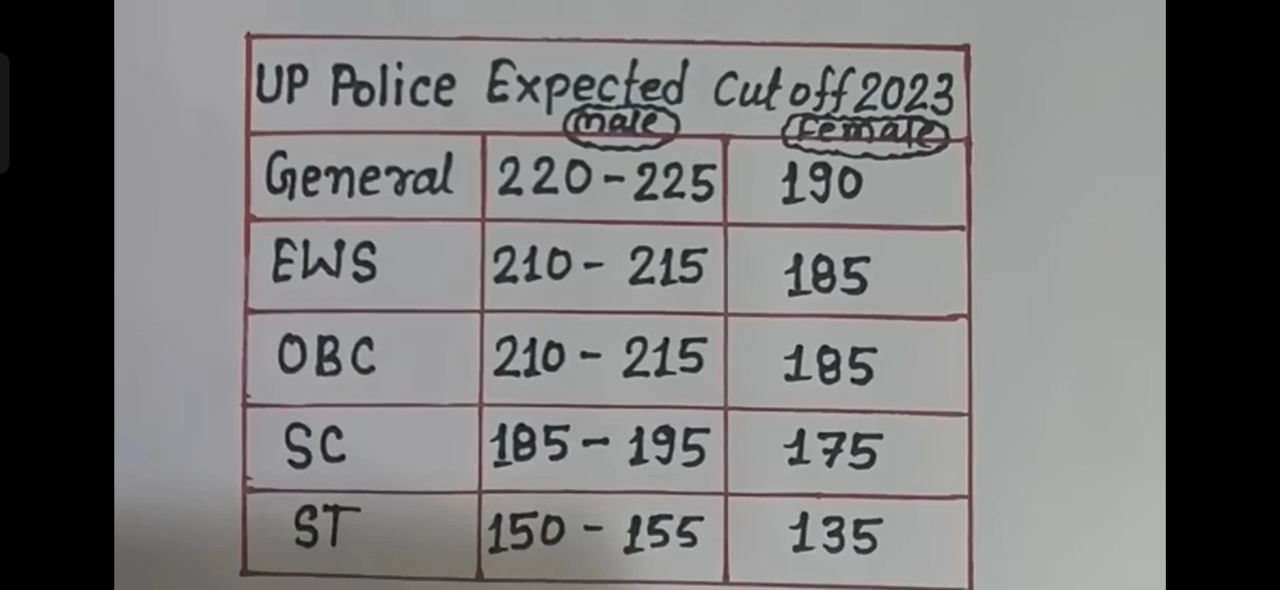 UP Police Expected Cut off 2023
male Female
General 220-225 190
EWS 210- 215 185
OBC 210- 215 185
SC 185- 195 175
ST 150- 155 135